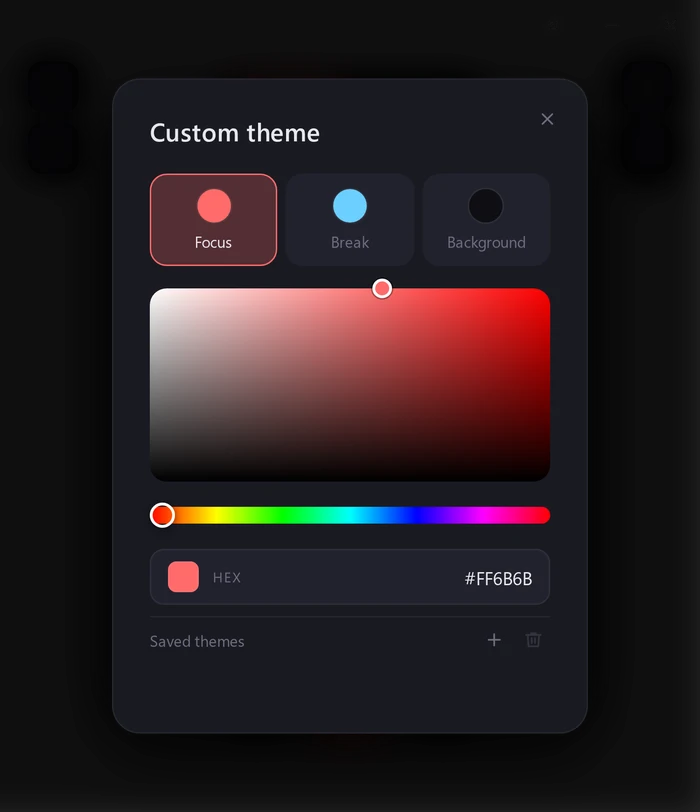 Custom theme
Focus
Break
Background
HEX
#FF6B6B
Saved themes